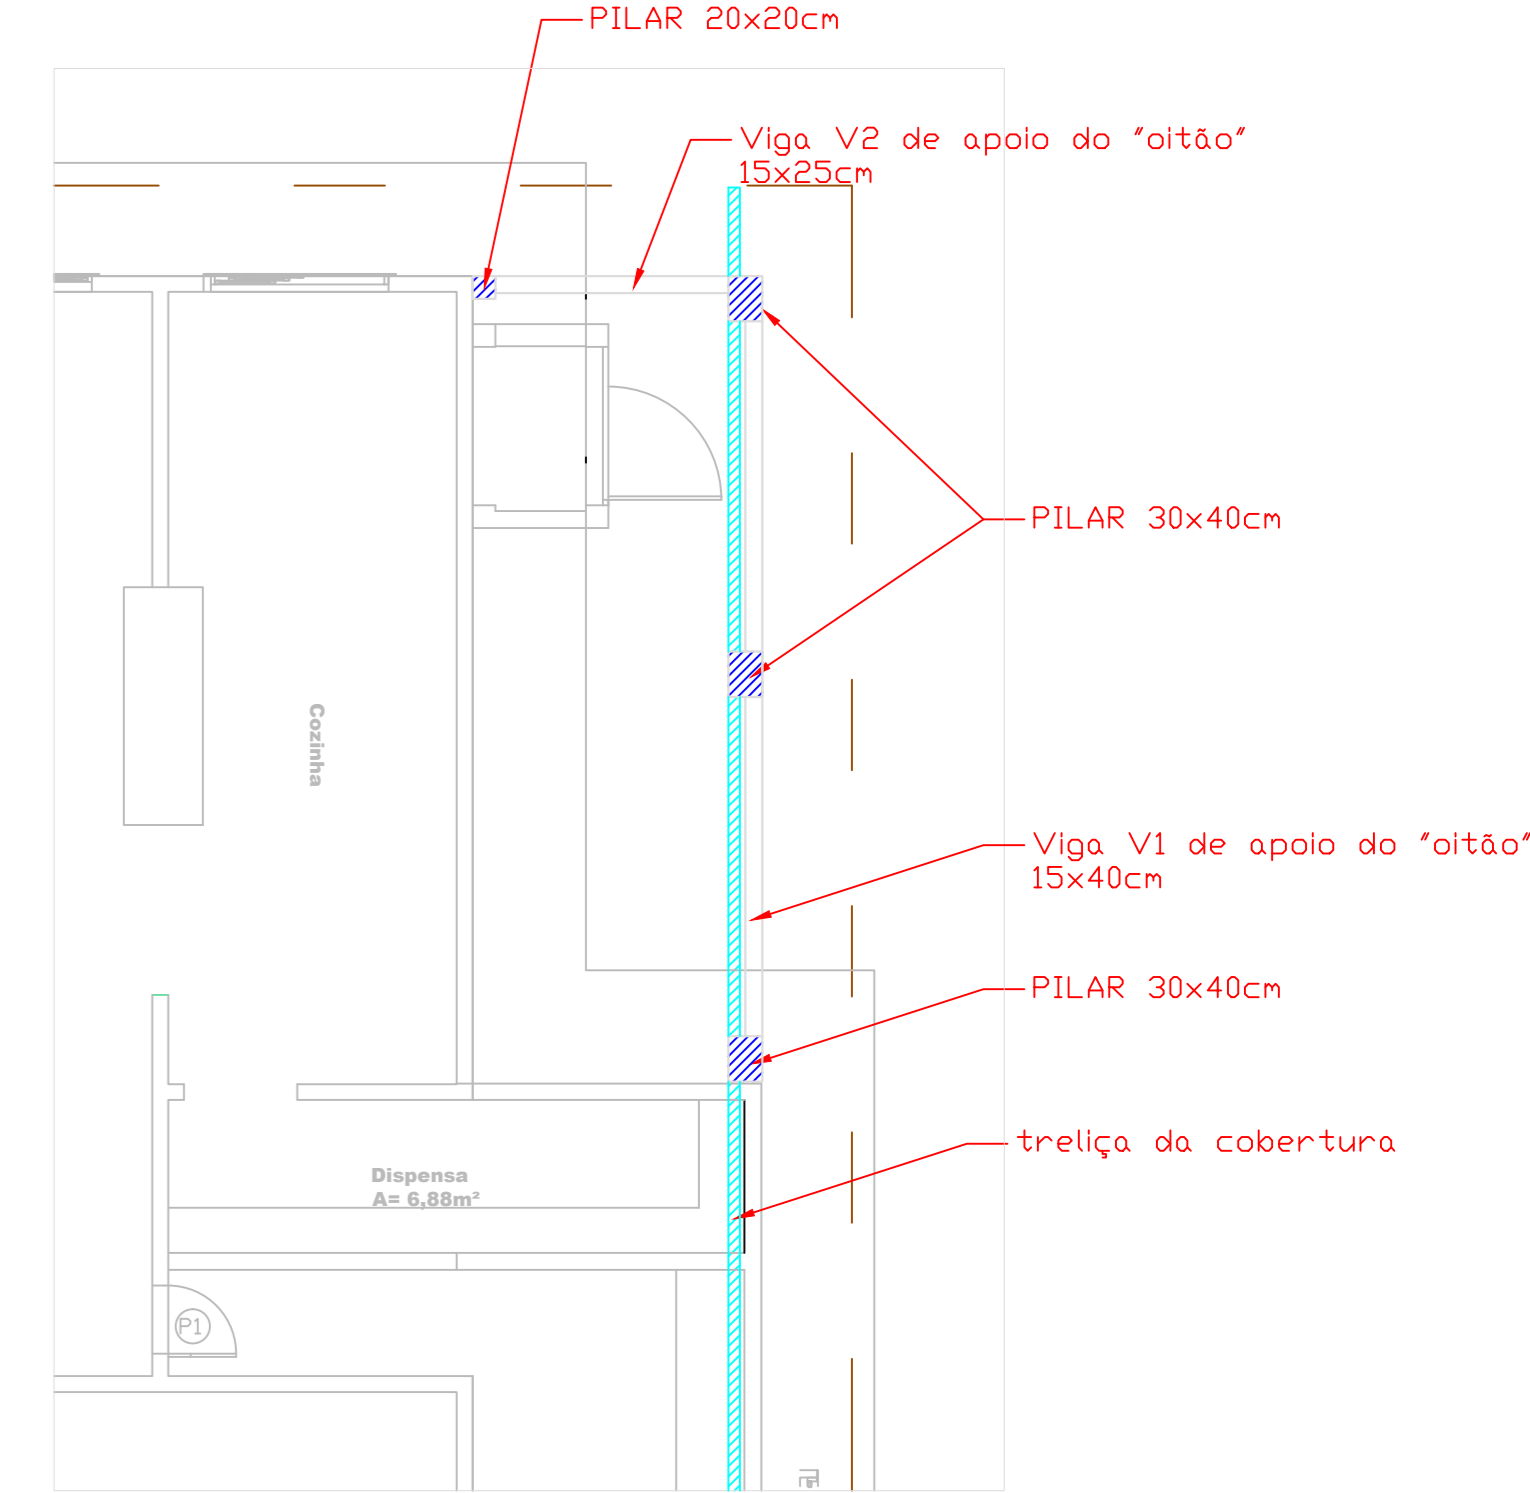 PILAR 20x20cm
Viga V2 de apoio do "oitão"
15x25cm
PILAR 30x40cm
Cozinha
Viga V1 de apoio do "oitão"
15x40cm
PILAR 30x40cm
treliça da cobertura
Dispensa
A= 6,88m²
P1